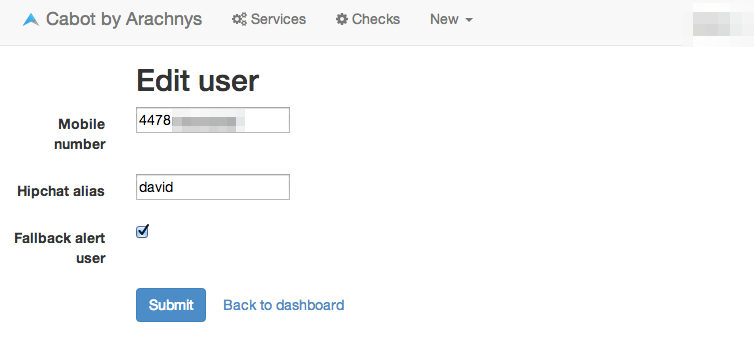 Cabot by Arachnys Services Checks New
Edit user
Mobile number 4478
Hipchat alias david
Fallback alert user
Submit Back to dashboard